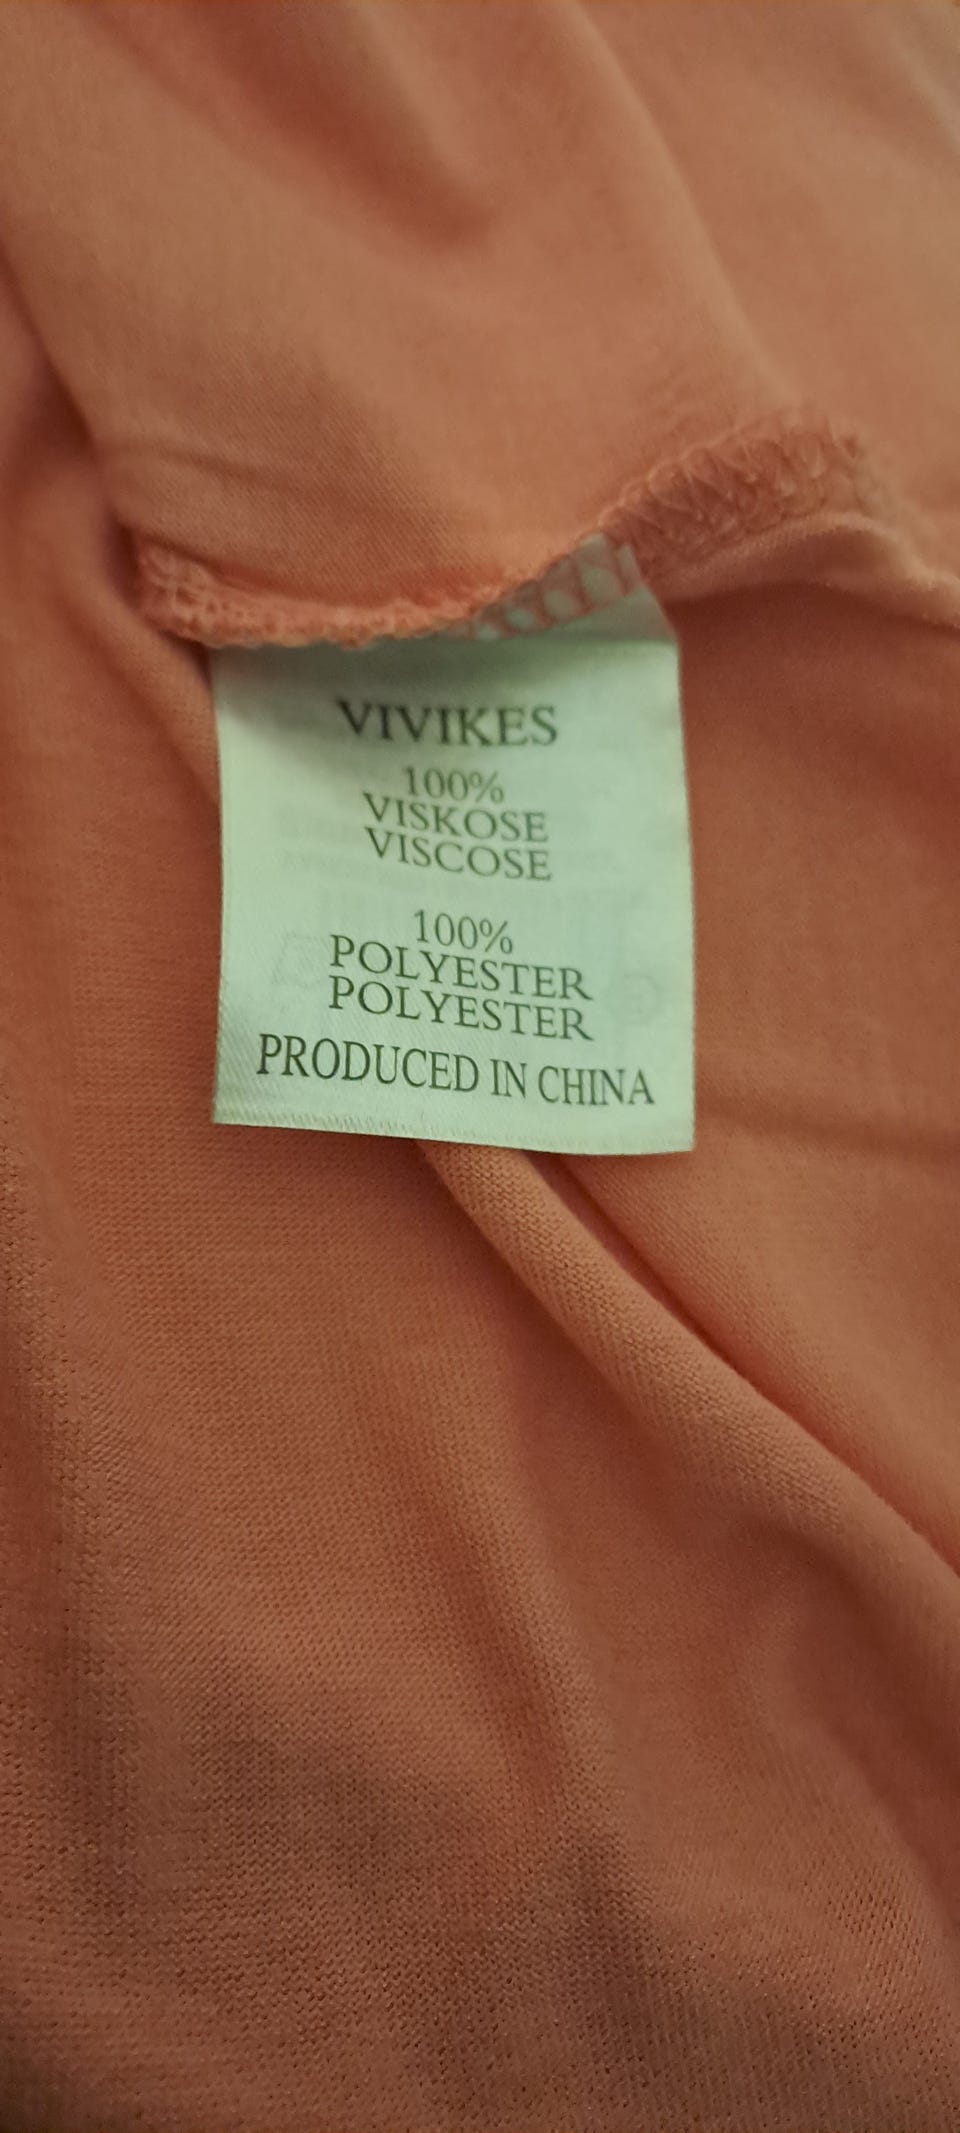 VIVIKES
100%
VISKOSE
VISCOSE
100%
POLYESTER
POLYESTER
PRODUCED IN CHINA